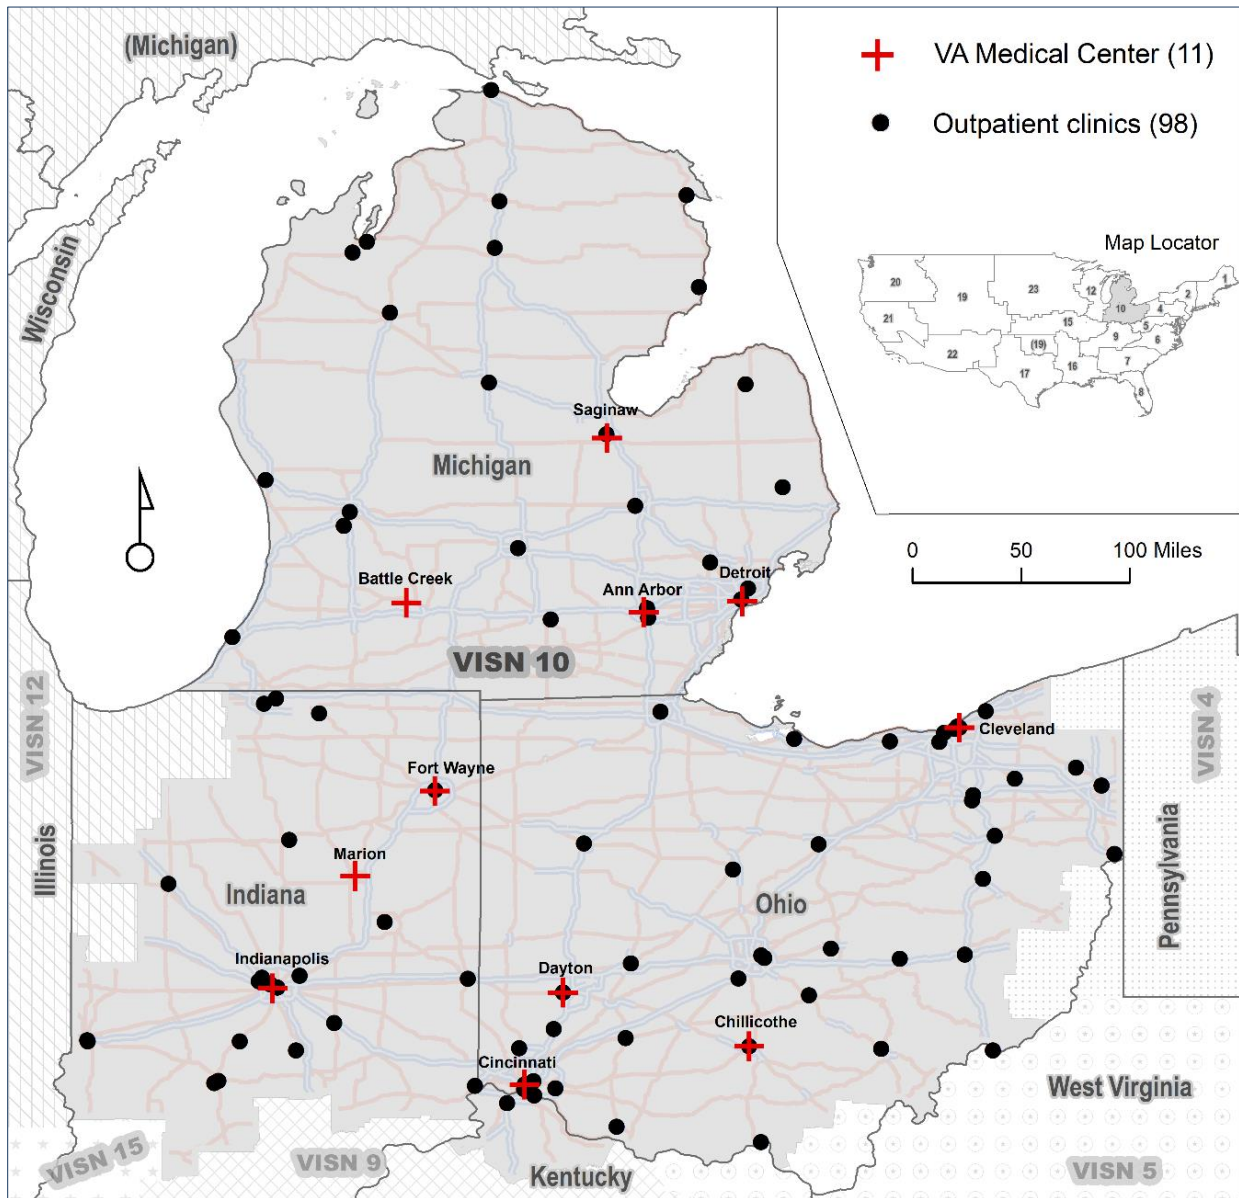 (Michigan)
VA Medical Center (11)
Outpatient clinics (98)
Map Locator
20
19
23
12
10
1
2
4
21
22
15
(19)
9
5
6
7
17
16
8
Wisconsin
Saginaw
Michigan
0 50 100 Miles
Battle Creek
Ann Arbor
Detroit
VISN 10
VISN 12
VISN 4
Cleveland
Fort Wayne
Illinois
Marion
Indiana
Ohio
Pennsylvania
Indianapolis
Dayton
Chillicothe
Cincinnati
West Virginia
VISN 15
VISN 9
Kentucky
VISN 5